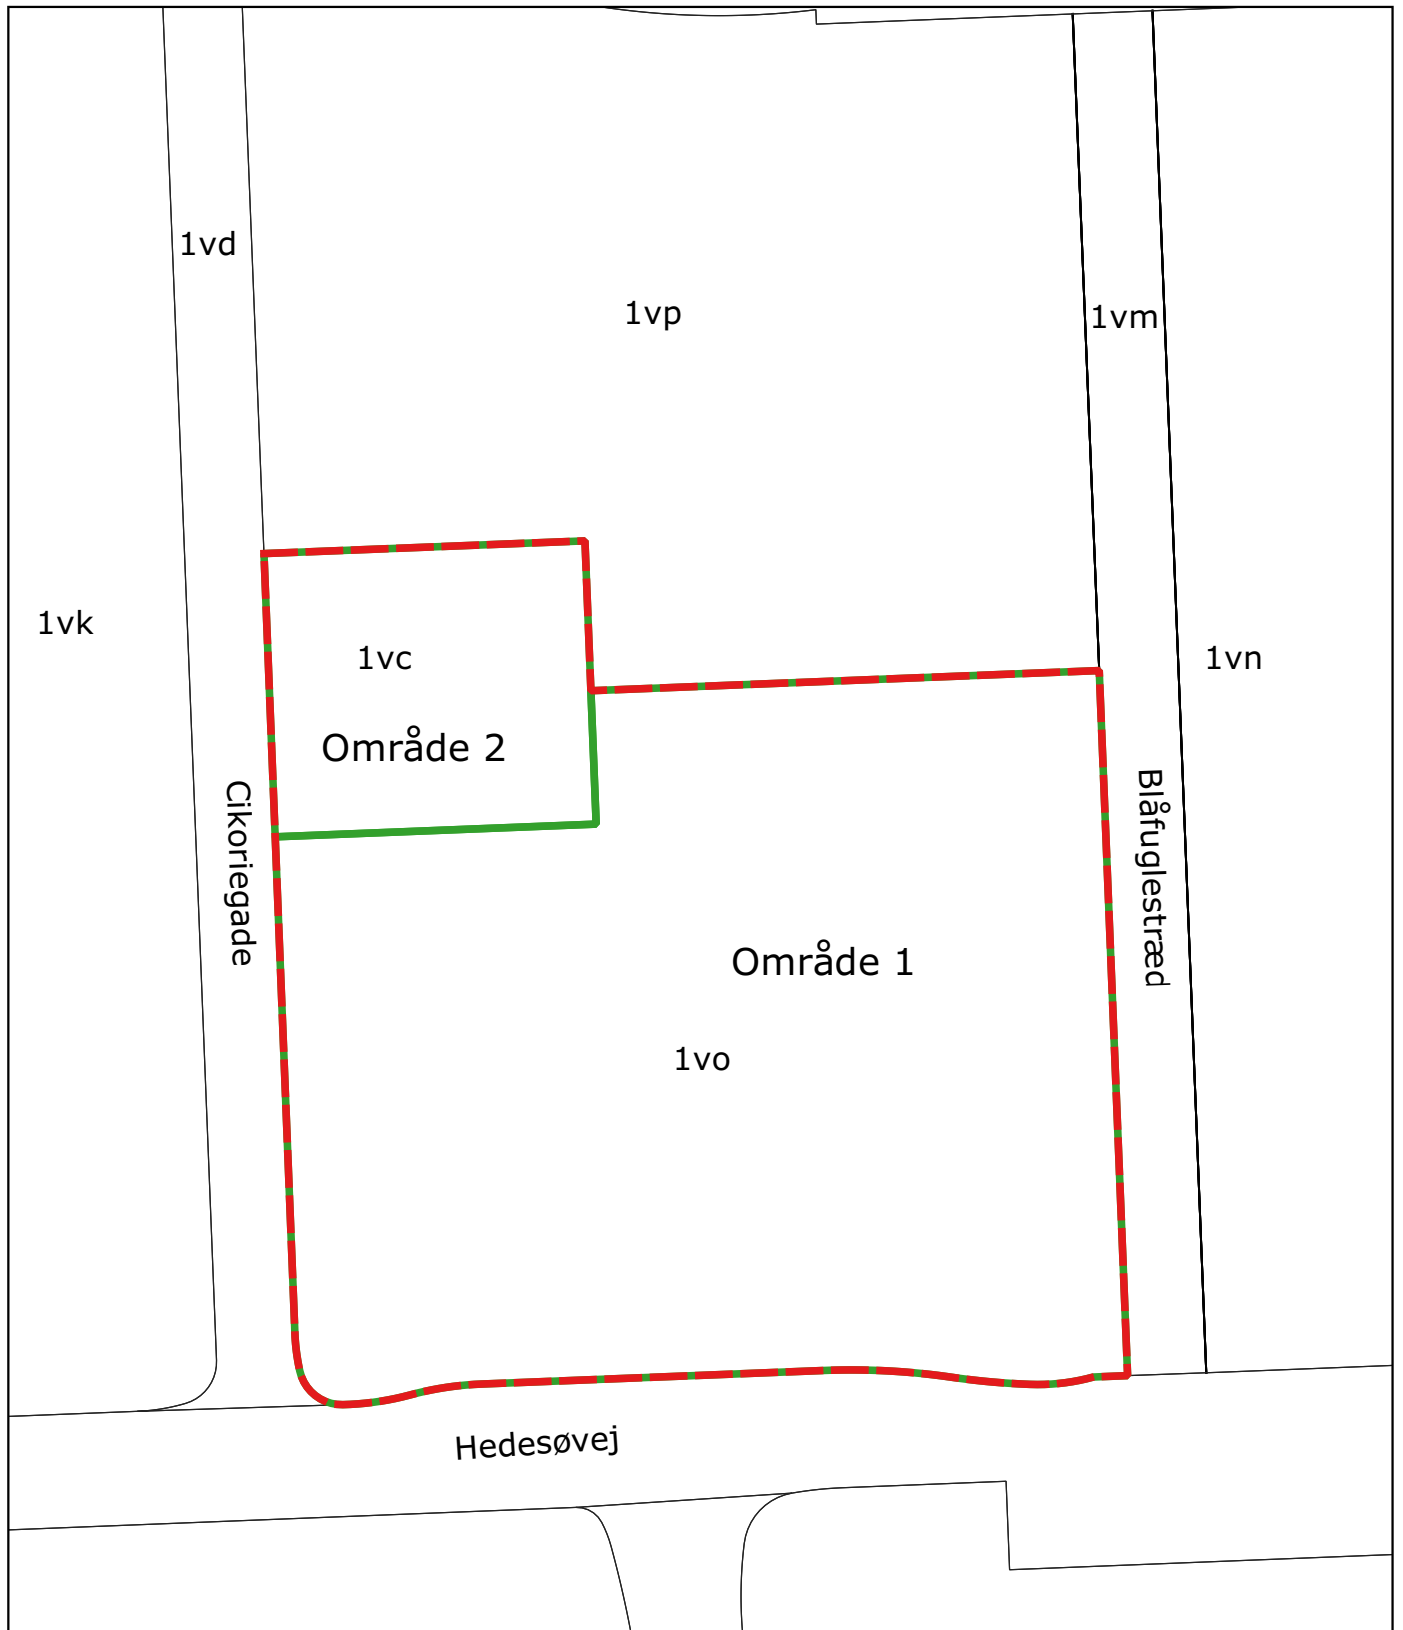 1vd
1vp
1vm
1vk
1vc
1vn
Område 2
Cikoriegade
Blåfuglestræd
Område 1
1vo
Hedesøvej